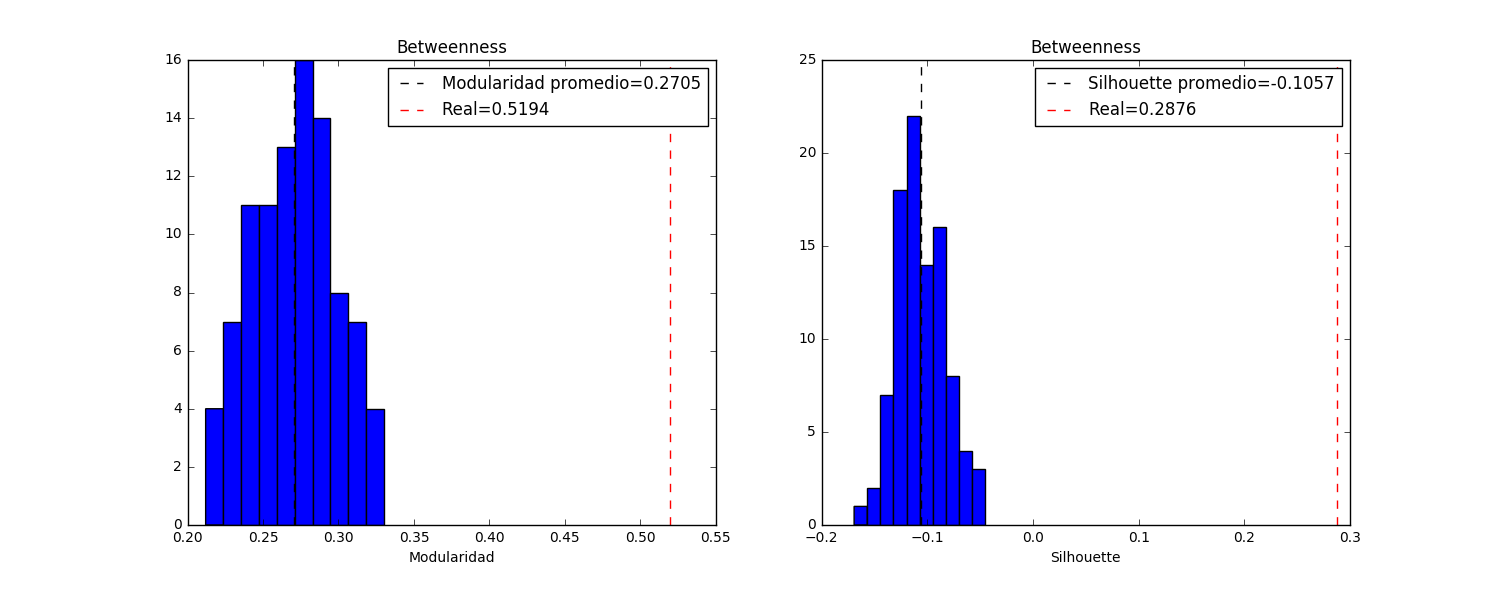 Betweenness
Modularidad promedio=0.2705
Real=0.5194
16
14
12
10
8
6
4
2
0
0.20 0.25 0.30 0.35 0.40 0.45 0.50 0.55
Modularidad
Betweenness
Silhouette promedio=-0.1057
Real=0.2876
25
20
15
10
5
0
−0.2 −0.1 0.0 0.1 0.2 0.3
Silhouette